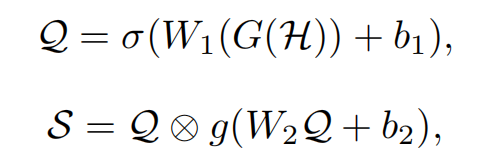 𝒬 = σ(W₁(G(ℋ)) + b₁),
𝒮 = 𝒬 ⊗ g(W₂𝒬 + b₂),